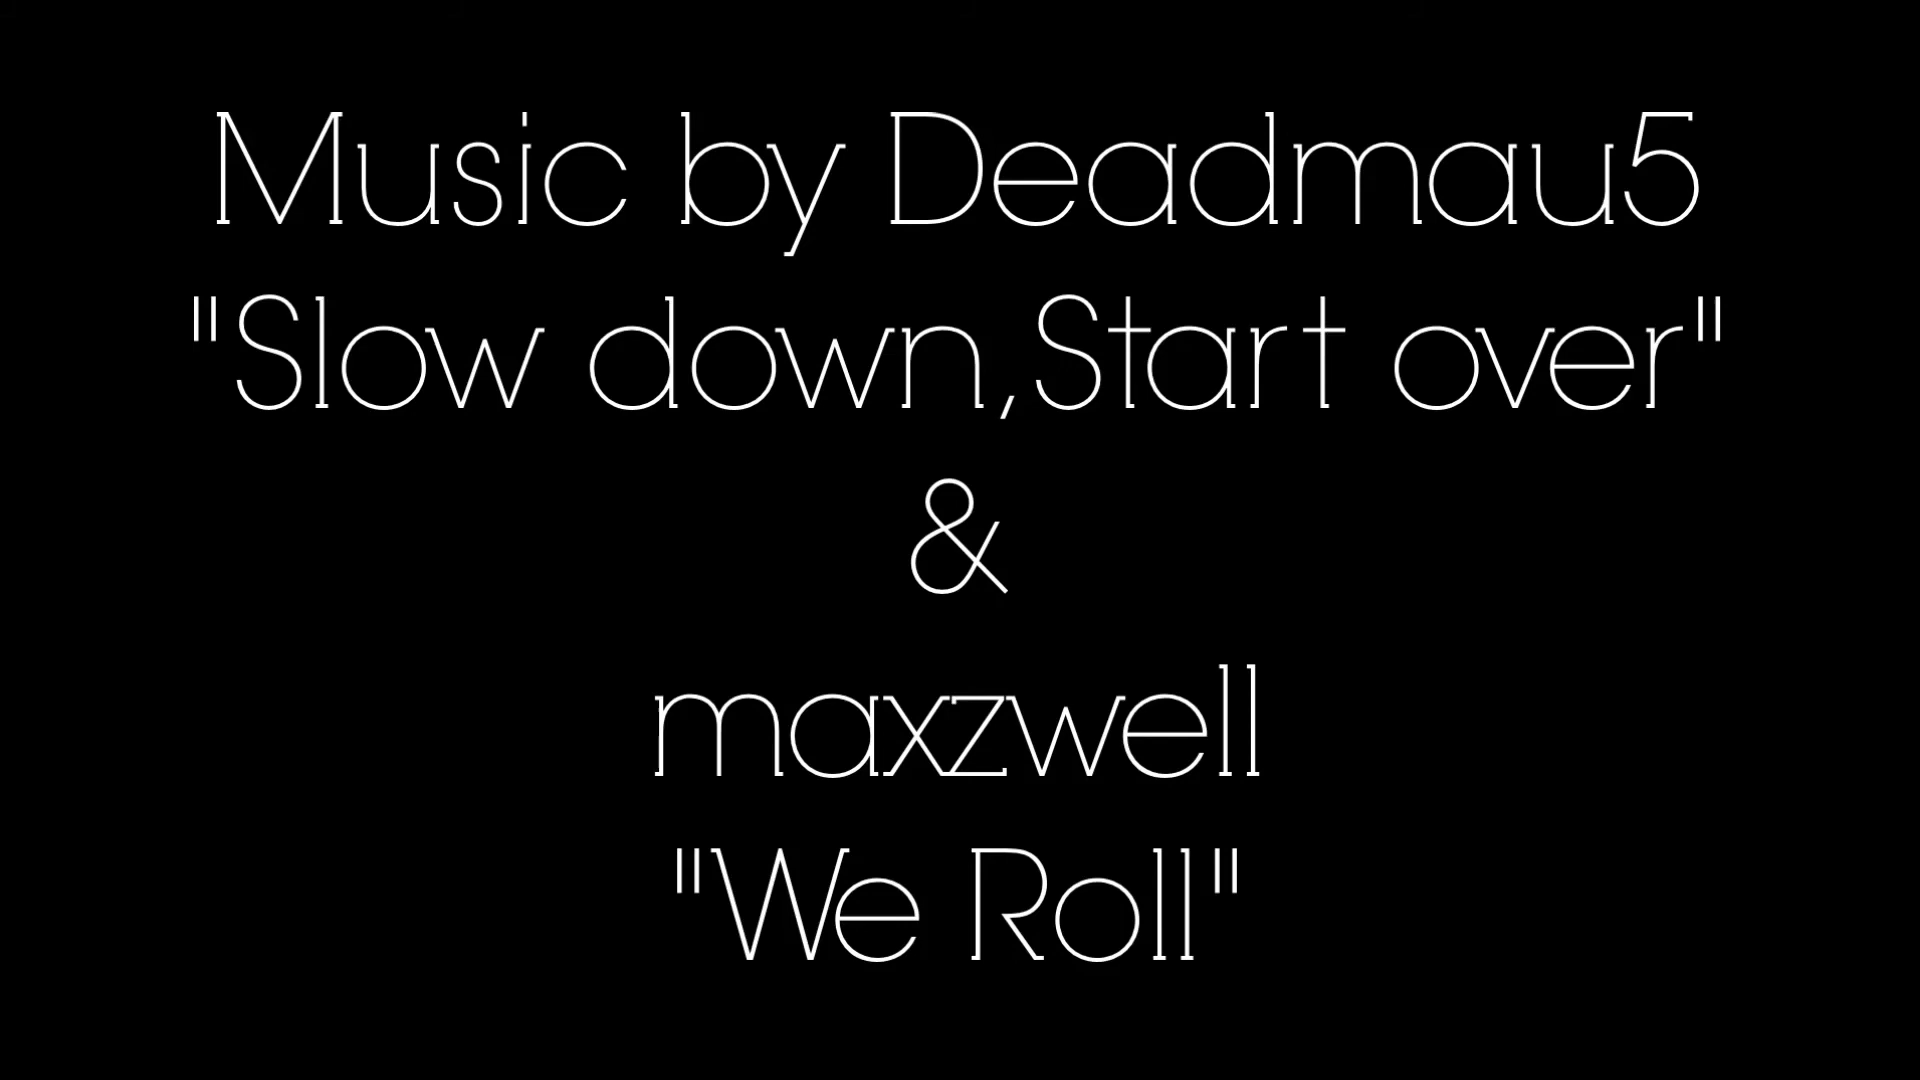 Music by Deadmau5
"Slow down,Start over"
&
maxzwell
"We Roll"